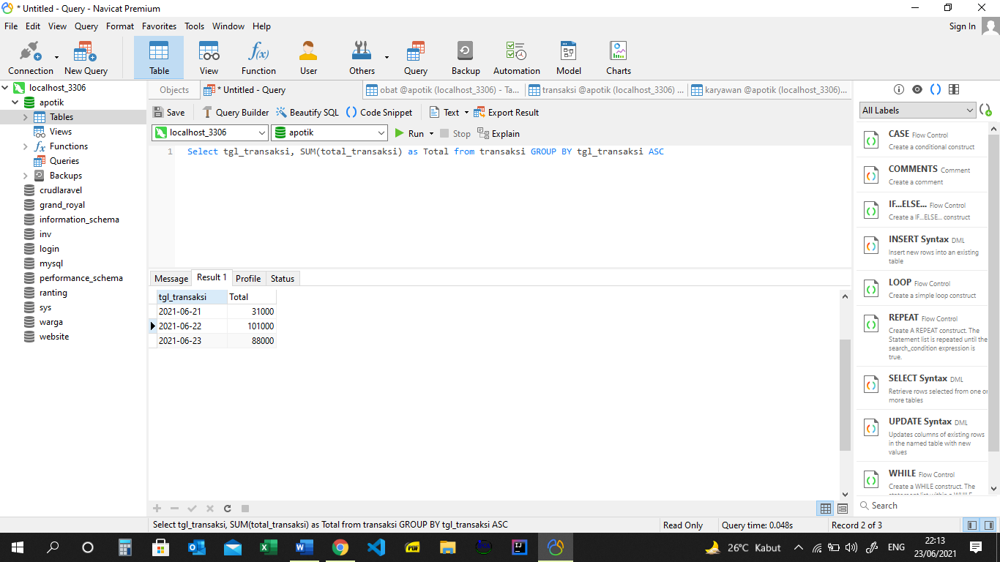 * Untitled - Query - Navicat Premium
File Edit View Query Format Favorites Tools Window Help
Sign In
Connection New Query Table View Function User Others Query Backup Automation Model Charts
localhost_3306
apotik
Tables
Views
Functions
Queries
Backups
crudlaravel
grand_royal
information_schema
inv
login
mysql
performance_schema
ranting
sys
warga
website
Objects * Untitled - Query obat @apotik (localhost_3306) - Ta... transaksi @apotik (localhost_3306) ... karyawan @apotik (localhost_3306)...
Save Query Builder Beautify SQL Code Snippet Text Export Result
localhost_3306 apotik Run Stop Explain
1 Select tgl_transaksi, SUM(total_transaksi) as Total from transaksi GROUP BY tgl_transaksi ASC
Message Result 1 Profile Status
tgl_transaksi Total
2021-06-21 31000
2021-06-22 101000
2021-06-23 88000
All Labels
CASE Flow Control
Create a conditional construct
COMMENTS Comment
Create a comment
IF...ELSE... Flow Control
Create a IF...ELSE... construct
INSERT Syntax DML
Insert new rows into an existing
table
LOOP Flow Control
Create a simple loop construct
REPEAT Flow Control
Create A REPEAT construct. The
Statement list is repeated until the
search_condition expression is
true.
SELECT Syntax DML
Retrieve rows selected from one or
more tables
UPDATE Syntax DML
Updates columns of existing rows
in the named table with new
values
WHILE Flow Control
Create a WHILE construct. The
Search
Select tgl_transaksi, SUM(total_transaksi) as Total from transaksi GROUP BY tgl_transaksi ASC
Read Only Query time: 0.048s Record 2 of 3
26°C Kabut ENG 22:13
23/06/2021